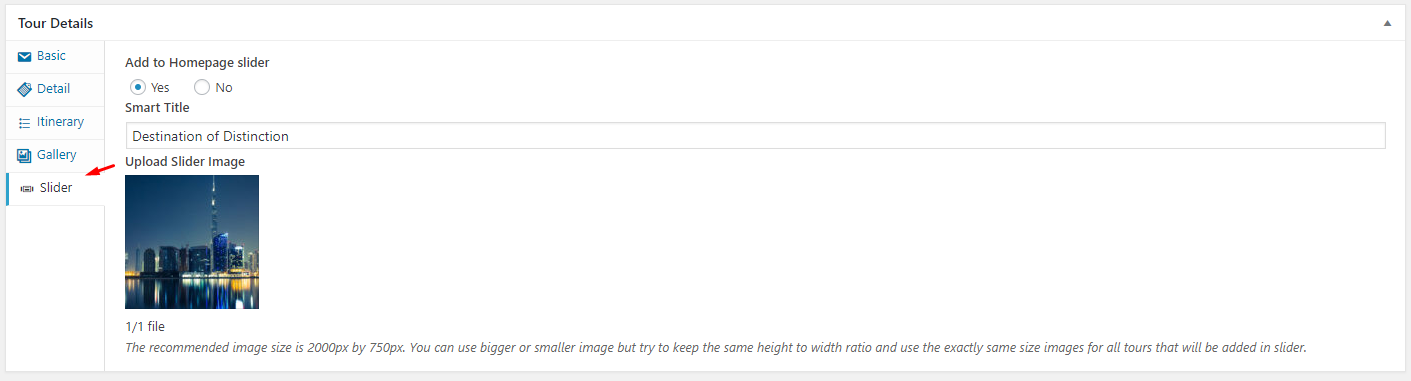 Tour Details
Basic
Detail
Itinerary
Gallery
Slider
Add to Homepage slider
Yes No
Smart Title
Destination of Distinction
Upload Slider Image
1/1 file
The recommended image size is 2000px by 750px. You can use bigger or smaller image but try to keep the same height to width ratio and use the exactly same size images for all tours that will be added in slider.